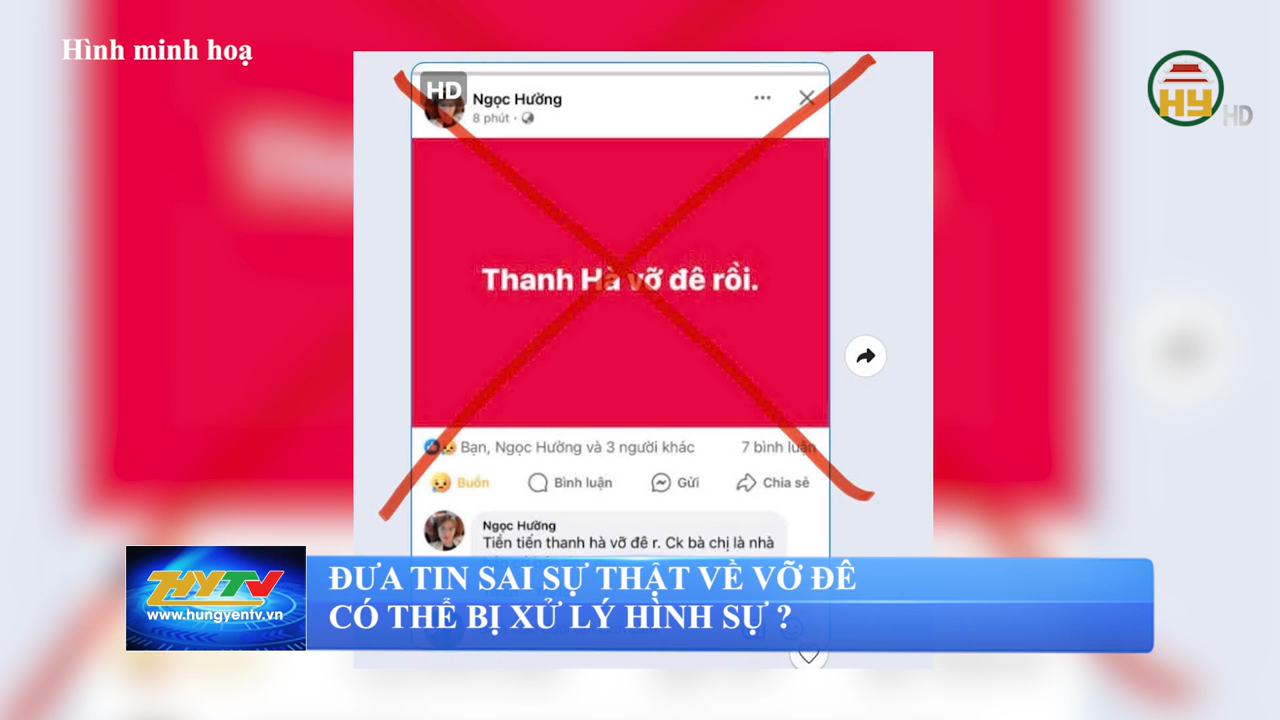 Hình minh hoạ
HY HD
HD
Ngọc Hường
8 phút
Thanh Hà vỡ đê rồi.
Bạn, Ngọc Hường và 3 người khác
7 bình luận
Buồn
Bình luận
Gửi
Chia sẻ
Ngọc Hường
Tiền tiến thanh hà vỡ đê r. Ck bà chị là nhà
HYTV
www.hungyentv.vn
ĐƯA TIN SAI SỰ THẬT VỀ VỠ ĐÊ
CÓ THỂ BỊ XỬ LÝ HÌNH SỰ ?